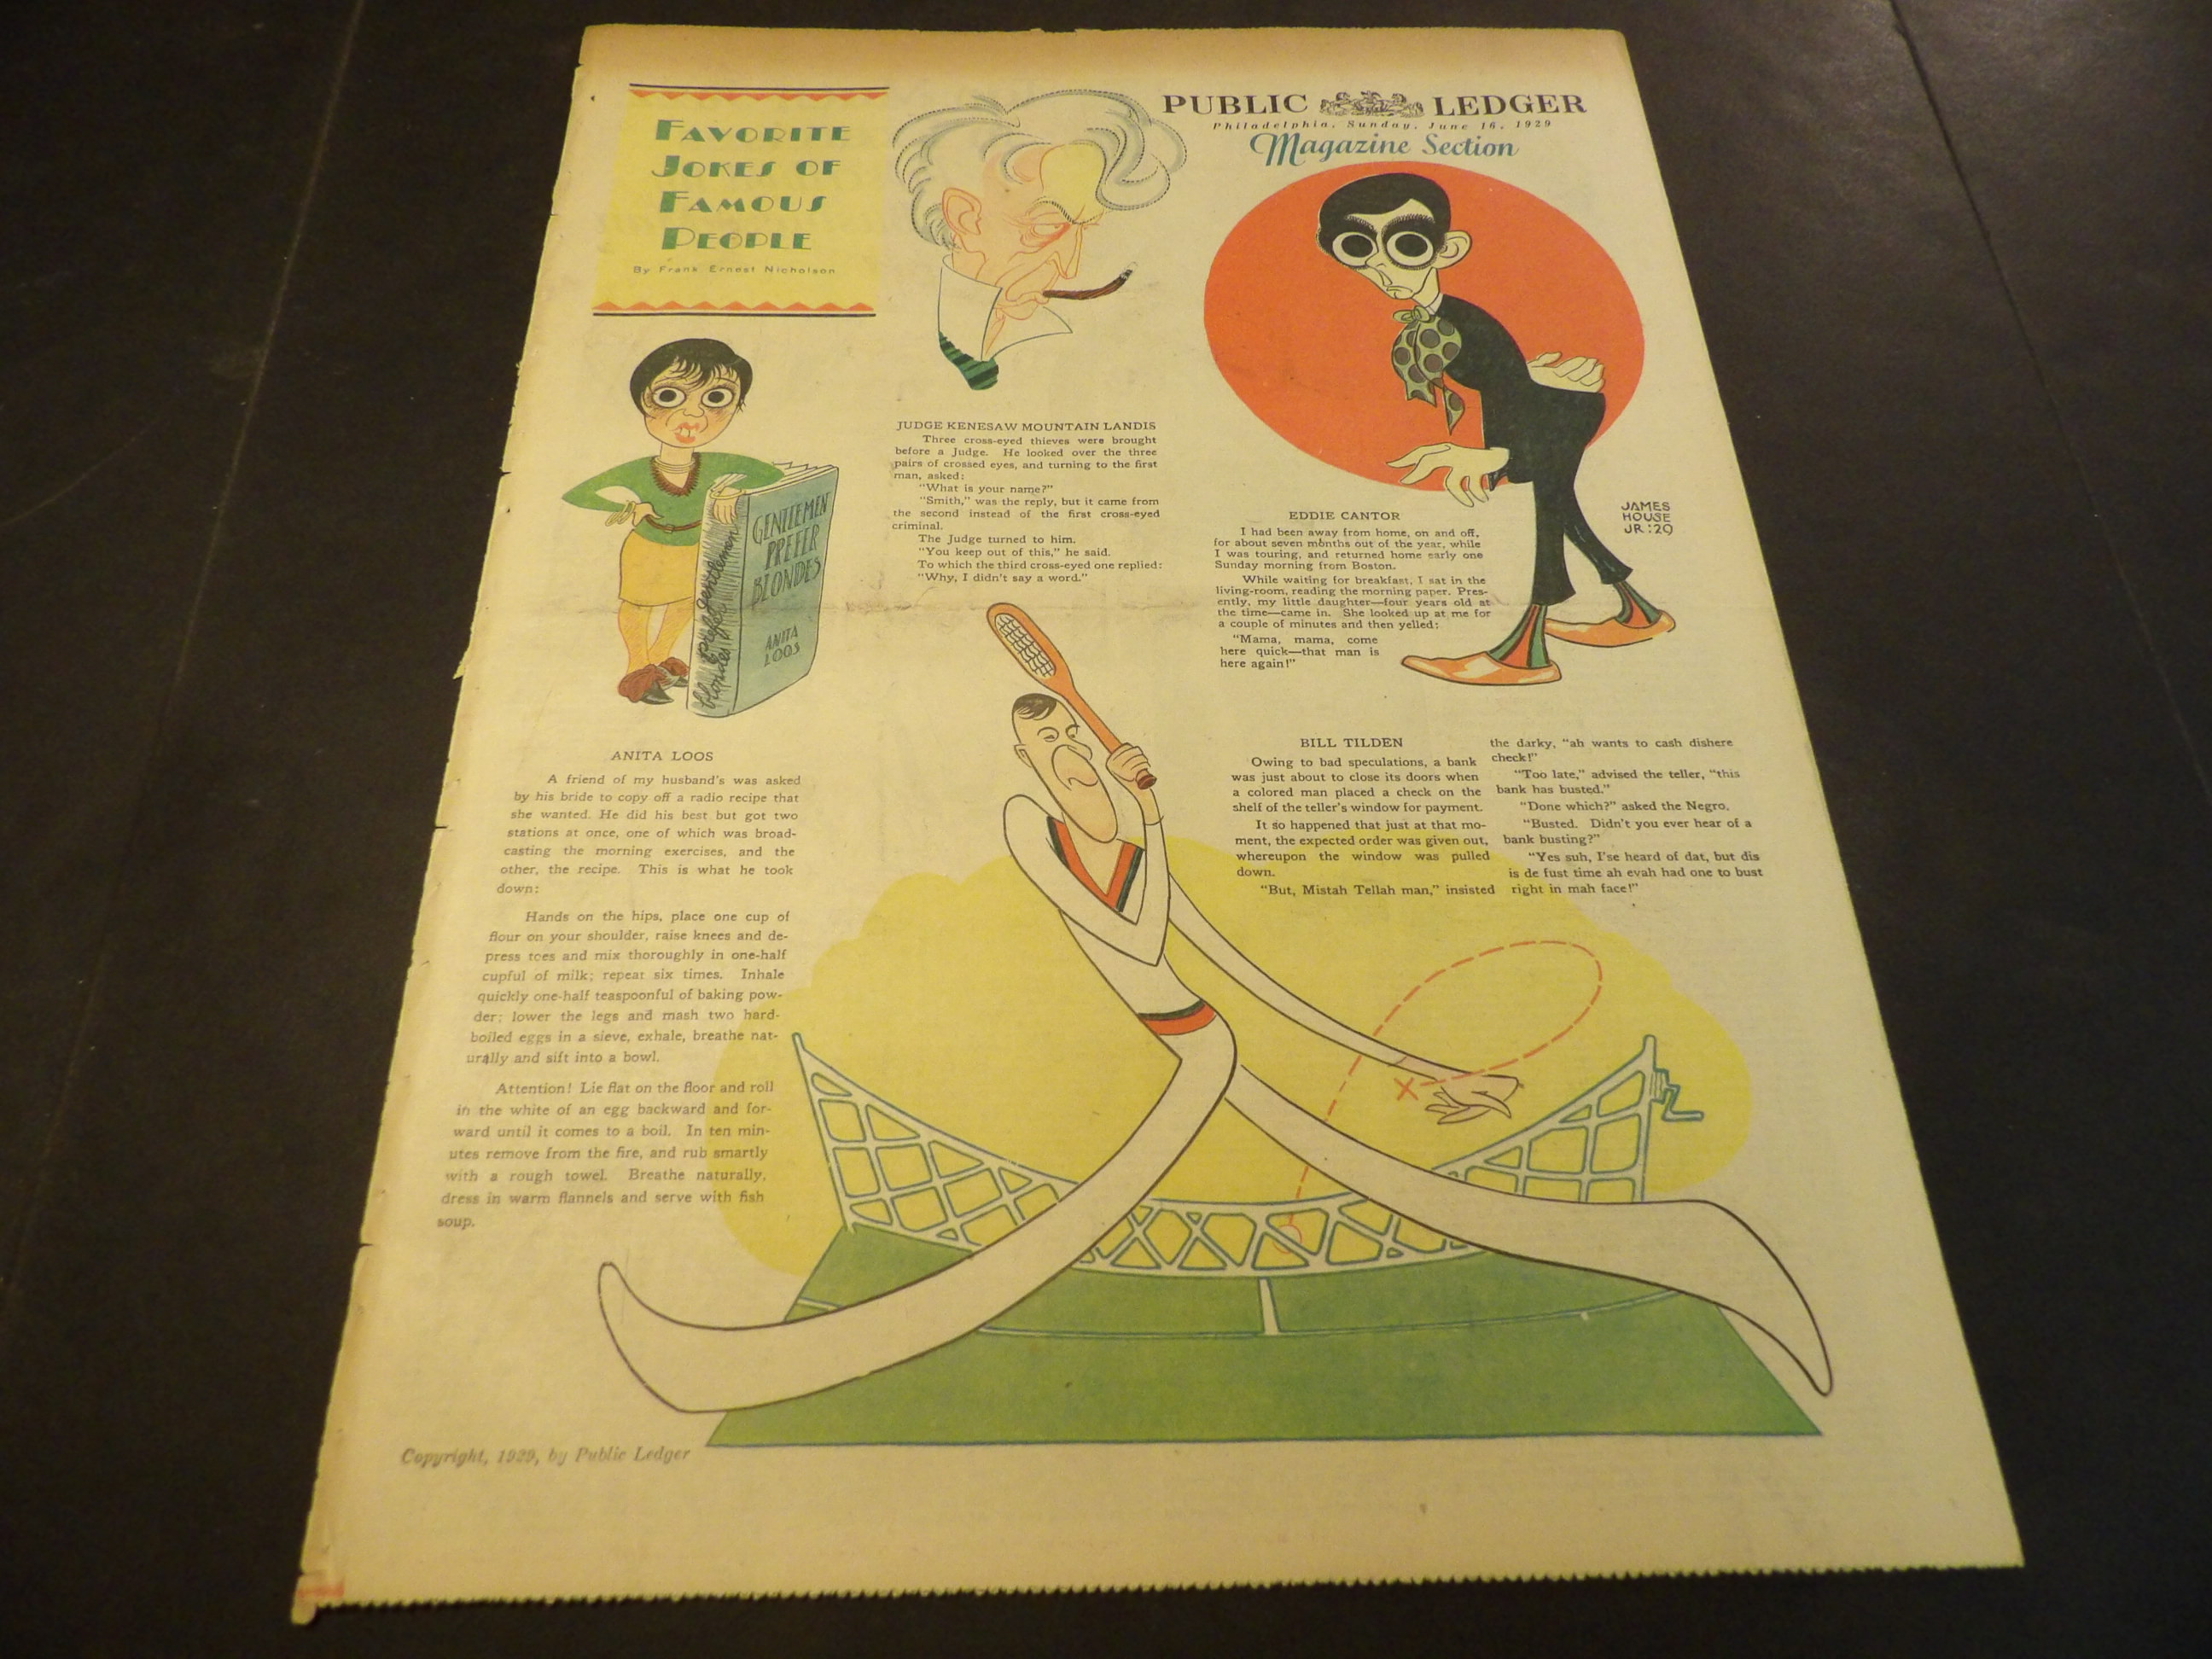 FAVORITE
JOKES OF
FAMOUS
PEOPLE
By Frank Ernest Nicholson
PUBLIC LEDGER
Philadelphia, Sunday, June 16, 1929
Magazine Section
GENTLEMEN
PREFER
BLONDES
ANITA
LOOS
gentlemen
prefer
blondes
JUDGE KENESAW MOUNTAIN LANDIS
Three cross-eyed thieves were brought
before a Judge. He looked over the three
pairs of crossed eyes, and turning to the first
man, asked:
"What is your name?"
"Smith," was the reply, but it came from
the second instead of the first cross-eyed
criminal.
The Judge turned to him.
"You keep out of this," he said.
To which the third cross-eyed one replied:
"Why, I didn't say a word."
JAMES
HOUSE
JR:29
EDDIE CANTOR
I had been away from home, on and off,
for about seven months out of the year, while
I was touring, and returned home early one
Sunday morning from Boston.
While waiting for breakfast, I sat in the
living-room, reading the morning paper. Pres-
ently, my little daughter—four years old at
the time—came in. She looked up at me for
a couple of minutes and then yelled:
"Mama, mama, come
here quick—that man is
here again!"
ANITA LOOS
A friend of my husband's was asked
by his bride to copy off a radio recipe that
she wanted. He did his best but got two
stations at once, one of which was broad-
casting the morning exercises, and the
other, the recipe. This is what he took
down:
Hands on the hips, place one cup of
flour on your shoulder, raise knees and de-
press toes and mix thoroughly in one-half
cupful of milk; repeat six times. Inhale
quickly one-half teaspoonful of baking pow-
der; lower the legs and mash two hard-
boiled eggs in a sieve, exhale, breathe nat-
urally and sift into a bowl.
Attention! Lie flat on the floor and roll
in the white of an egg backward and for-
ward until it comes to a boil. In ten min-
utes remove from the fire, and rub smartly
with a rough towel. Breathe naturally,
dress in warm flannels and serve with fish
soup.
BILL TILDEN
Owing to bad speculations, a bank
was just about to close its doors when
a colored man placed a check on the
shelf of the teller's window for payment.
It so happened that just at that mo-
ment, the expected order was given out,
whereupon the window was pulled
down.
"But, Mistah Tellah man," insisted
the darky, "ah wants to cash dishere
check!"
"Too late," advised the teller, "this
bank has busted."
"Done which?" asked the Negro.
"Busted. Didn't you ever hear of a
bank busting?"
"Yes suh, I'se heard of dat, but dis
is de fust time ah evah had one to bust
right in mah face!"
Copyright, 1929, by Public Ledger